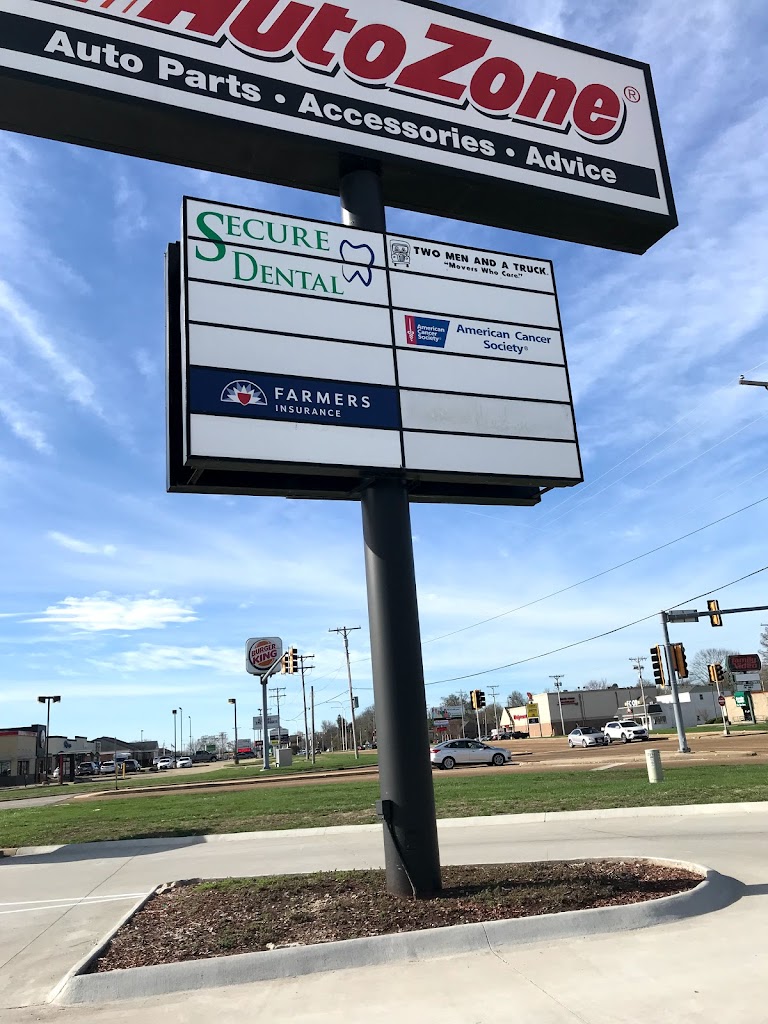 AutoZone®
Auto Parts • Accessories • Advice
SECURE
DENTAL
TWO MEN AND A TRUCK.
"Movers Who Care."
American
Cancer
Society®
American Cancer
Society®
FARMERS
INSURANCE
BURGER
KING